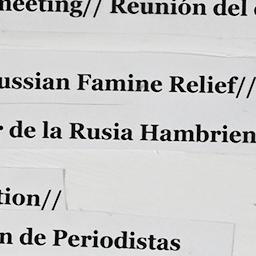 meeting// Reunión del
ussian Famine Relief//
de la Rusia Hambrien
tion//
n de Periodistas